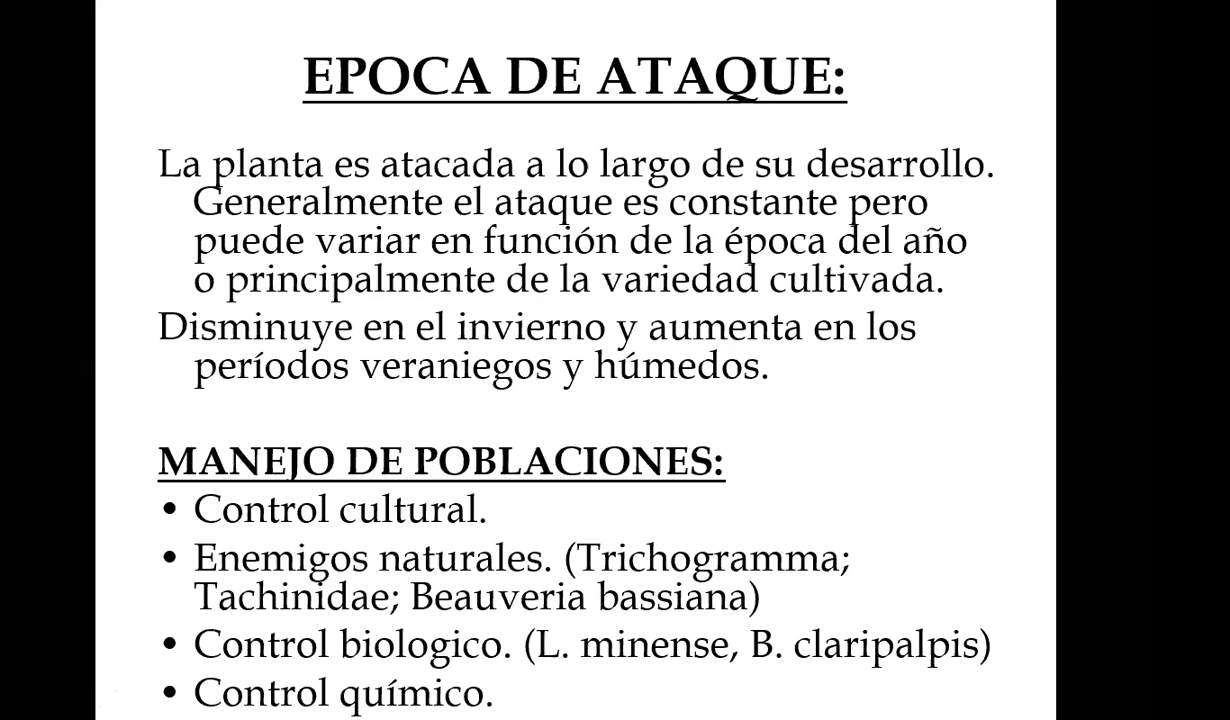 EPOCA DE ATAQUE:
La planta es atacada a lo largo de su desarrollo.
Generalmente el ataque es constante pero
puede variar en función de la época del año
o principalmente de la variedad cultivada.
Disminuye en el invierno y aumenta en los
períodos veraniegos y húmedos.
MANEJO DE POBLACIONES:
• Control cultural.
• Enemigos naturales. (Trichogramma;
Tachinidae; Beauveria bassiana)
• Control biologico. (L. minense, B. claripalpis)
• Control químico.